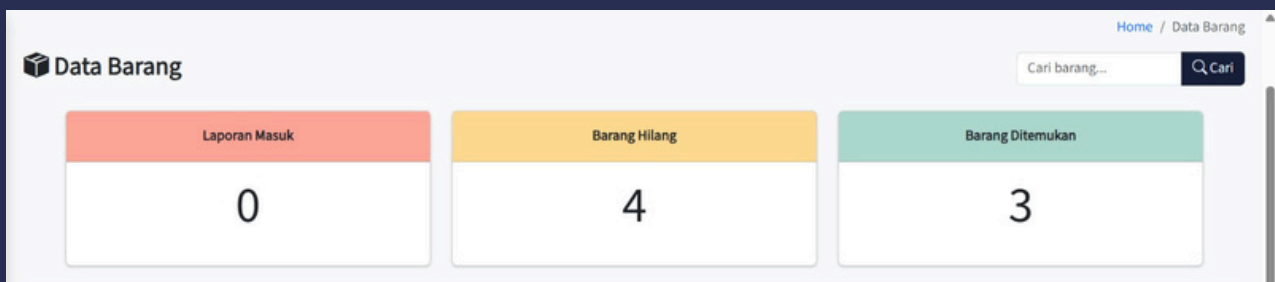 Home / Data Barang
Data Barang
Cari barang...
Cari
Laporan Masuk
Barang Hilang
Barang Ditemukan
0
4
3